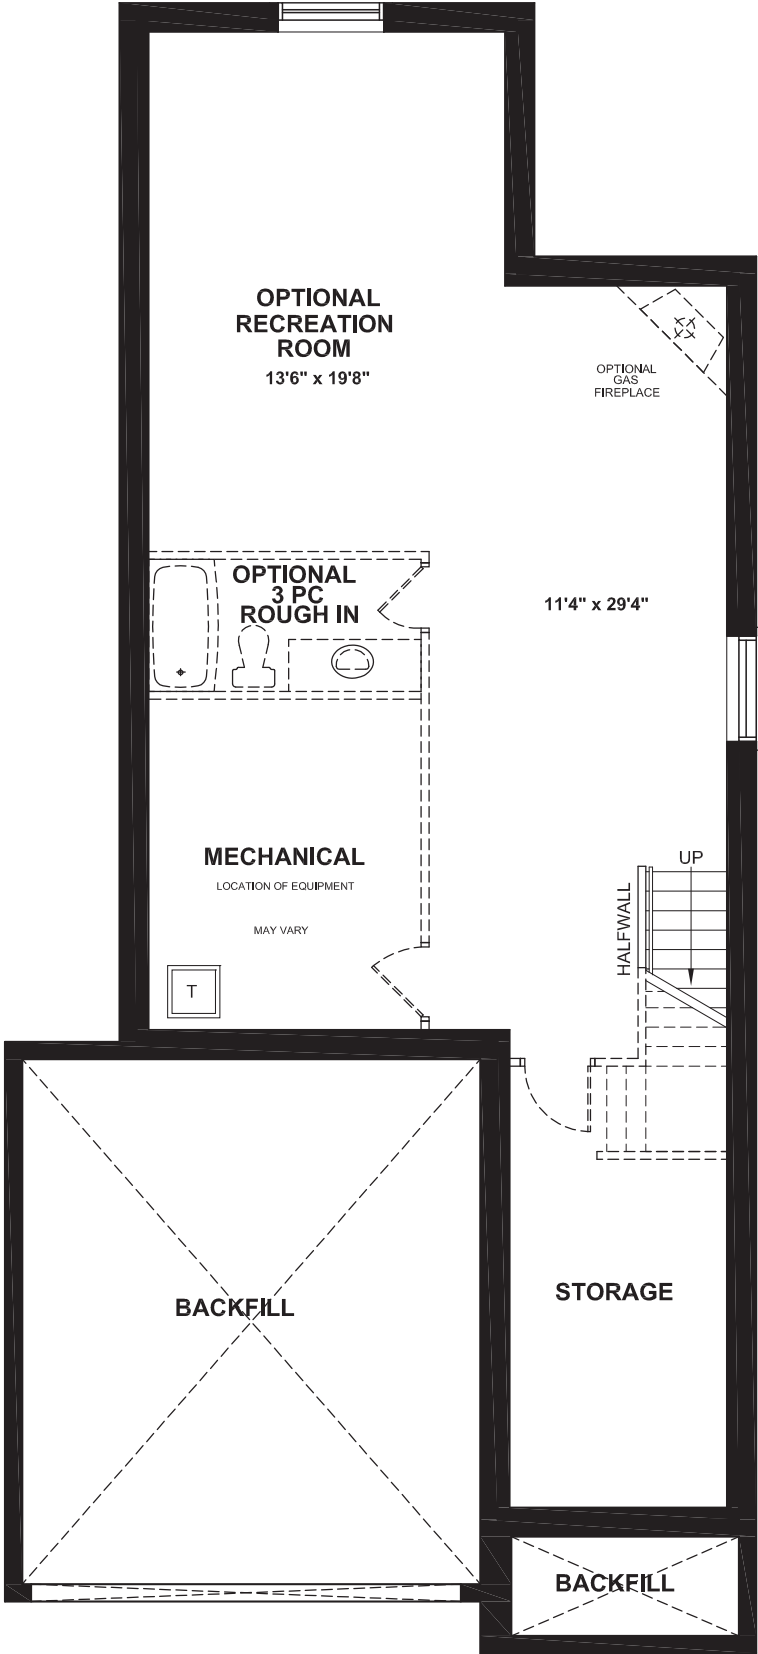 OPTIONAL
RECREATION
ROOM
13'6" x 19'8"
OPTIONAL
GAS
FIREPLACE
OPTIONAL
3 PC
ROUGH IN
11'4" x 29'4"
MECHANICAL
LOCATION OF EQUIPMENT
MAY VARY
UP
HALFWALL
T
STORAGE
BACKFILL
BACKFILL